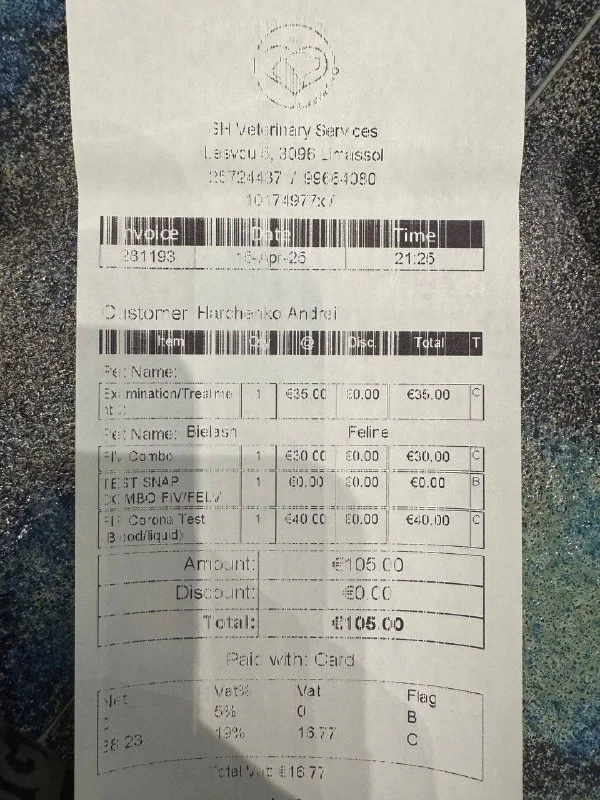 SH Veterinary Services
Lesvou 6, 3096 Limassol
25724437 / 99664080
10174977x /
Invoice Date Time
281193 15-Apr-25 21:25
Customer Harchenko Andrei
Item Qty @ Disc. Total T
Pet Name:
Examination/Treatme 1 €35.00 €0.00 €35.00 C
nt
Pet Name: Bielash Feline
FIV Combo 1 €30.00 €0.00 €30.00 C
TEST SNAP 1 €0.00 €0.00 €0.00 B
COMBO FIV/FELV
FIP Corona Test 1 €40.00 €0.00 €40.00 C
(Blood/liquid)
Amount: €105.00
Discount: €0.00
Total: €105.00
Paid with: Card
Net Vat% Vat Flag
0 5% 0 B
88.23 19% 16.77 C
Total Vat: €16.77